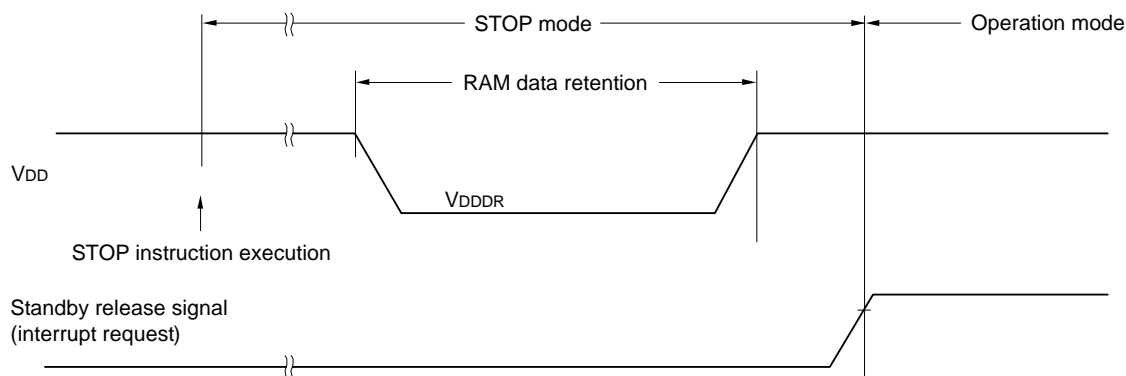 STOP mode
Operation mode
RAM data retention
VDD
VDDDR
STOP instruction execution
Standby release signal
(interrupt request)